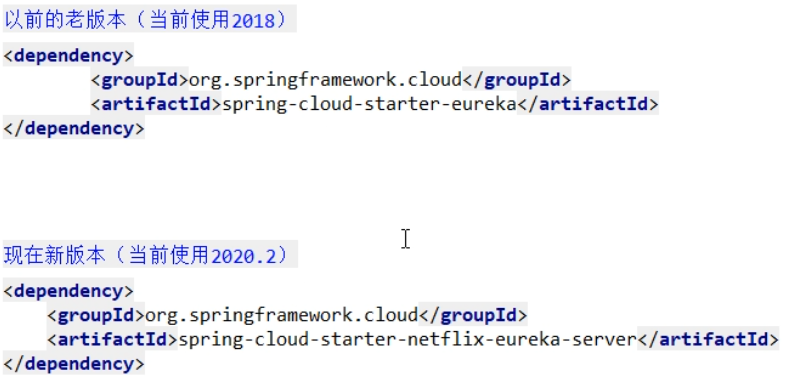 以前的老版本（当前使用2018）
<dependency>
        <groupId>org.springframework.cloud</groupId>
        <artifactId>spring-cloud-starter-eureka</artifactId>
</dependency>
现在新版本（当前使用2020.2）
<dependency>
    <groupId>org.springframework.cloud</groupId>
    <artifactId>spring-cloud-starter-netflix-eureka-server</artifactId>
</dependency>